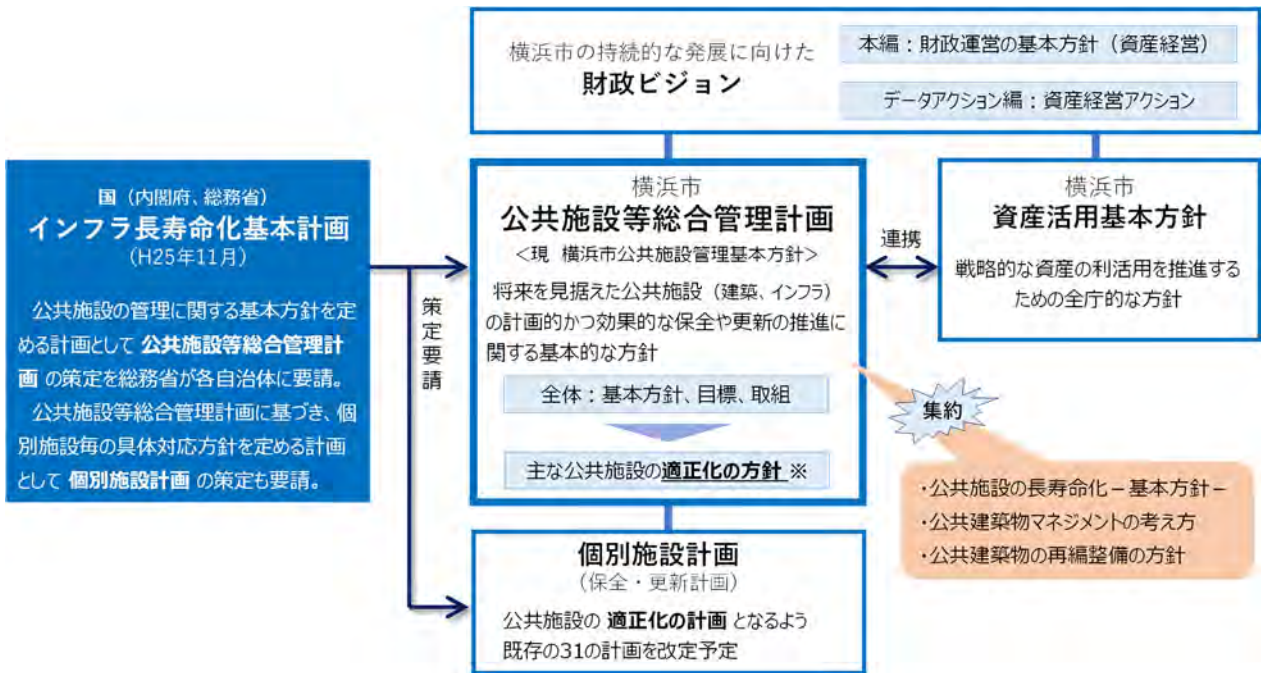 横浜市の持続的な発展に向けた
財政ビジョン
本編：財政運営の基本方針（資産経営）
データアクション編：資産経営アクション
国（内閣府、総務省）
インフラ長寿命化基本計画
（H25年11月）
公共施設の管理に関する基本方針を定
める計画として 公共施設等総合管理計
画 の策定を総務省が各自治体に要請。
公共施設等総合管理計画に基づき、個
別施設毎の具体対応方針を定める計画
として 個別施設計画 の策定も要請。
策定要請
横浜市
公共施設等総合管理計画
＜現 横浜市公共施設管理基本方針＞
将来を見据えた公共施設（建築、インフラ）
の計画的かつ効果的な保全や更新の推進に
関する基本的な方針
全体：基本方針、目標、取組
主な公共施設の適正化の方針 ※
連携
横浜市
資産活用基本方針
戦略的な資産の利活用を推進する
ための全庁的な方針
集約
・公共施設の長寿命化－基本方針－
・公共建築物マネジメントの考え方
・公共建築物の再編整備の方針
個別施設計画
（保全・更新計画）
公共施設の 適正化の計画 となるよう
既存の31の計画を改定予定